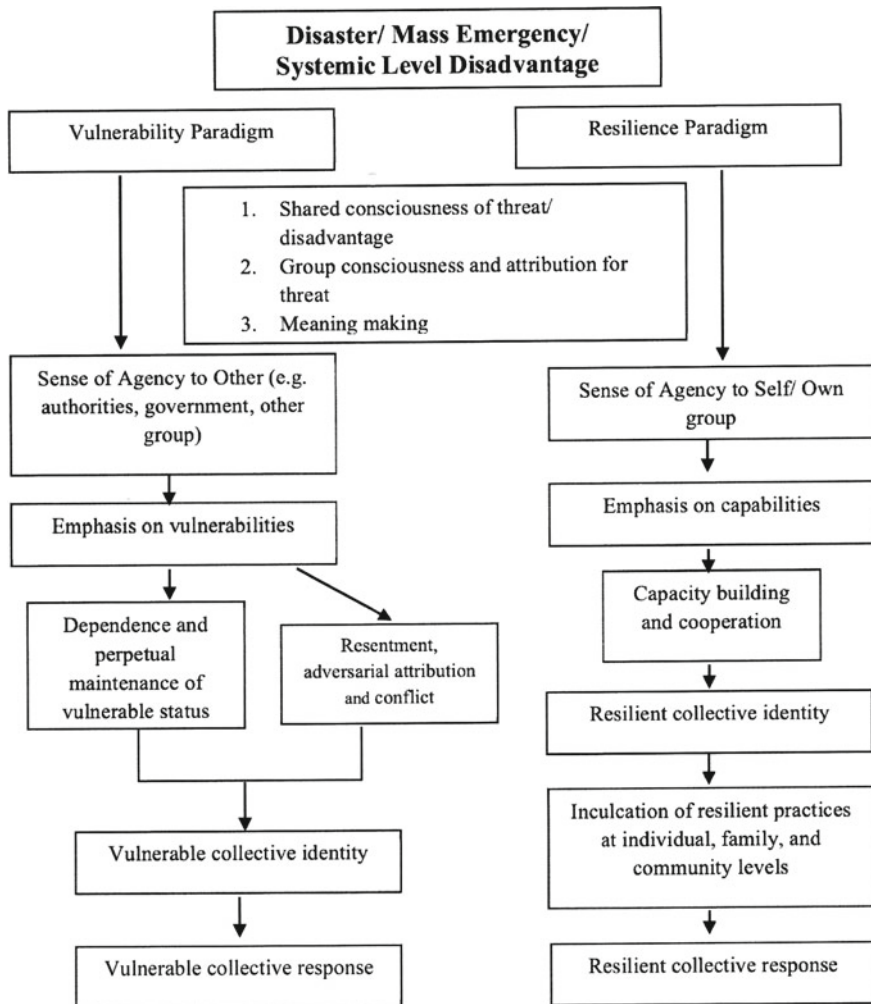 Disaster/ Mass Emergency/
Systemic Level Disadvantage
Vulnerability Paradigm
Resilience Paradigm
1. Shared consciousness of threat/
disadvantage
2. Group consciousness and attribution for
threat
3. Meaning making
Sense of Agency to Other (e.g.
authorities, government, other
group)
Sense of Agency to Self/ Own
group
Emphasis on vulnerabilities
Emphasis on capabilities
Dependence and
perpetual
maintenance of
vulnerable status
Resentment,
adversarial attribution
and conflict
Capacity building
and cooperation
Resilient collective identity
Vulnerable collective identity
Inculcation of resilient practices
at individual, family, and
community levels
Vulnerable collective response
Resilient collective response